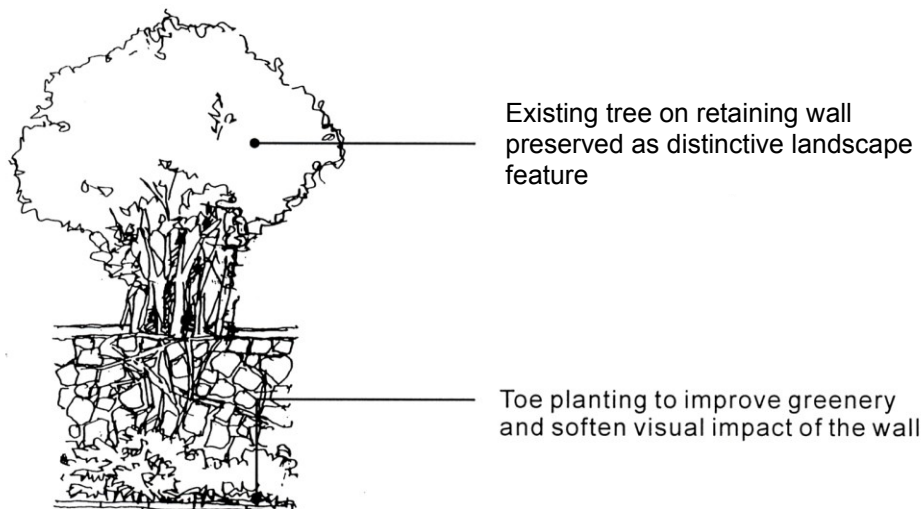 Existing tree on retaining wall
preserved as distinctive landscape
feature
Toe planting to improve greenery
and soften visual impact of the wall